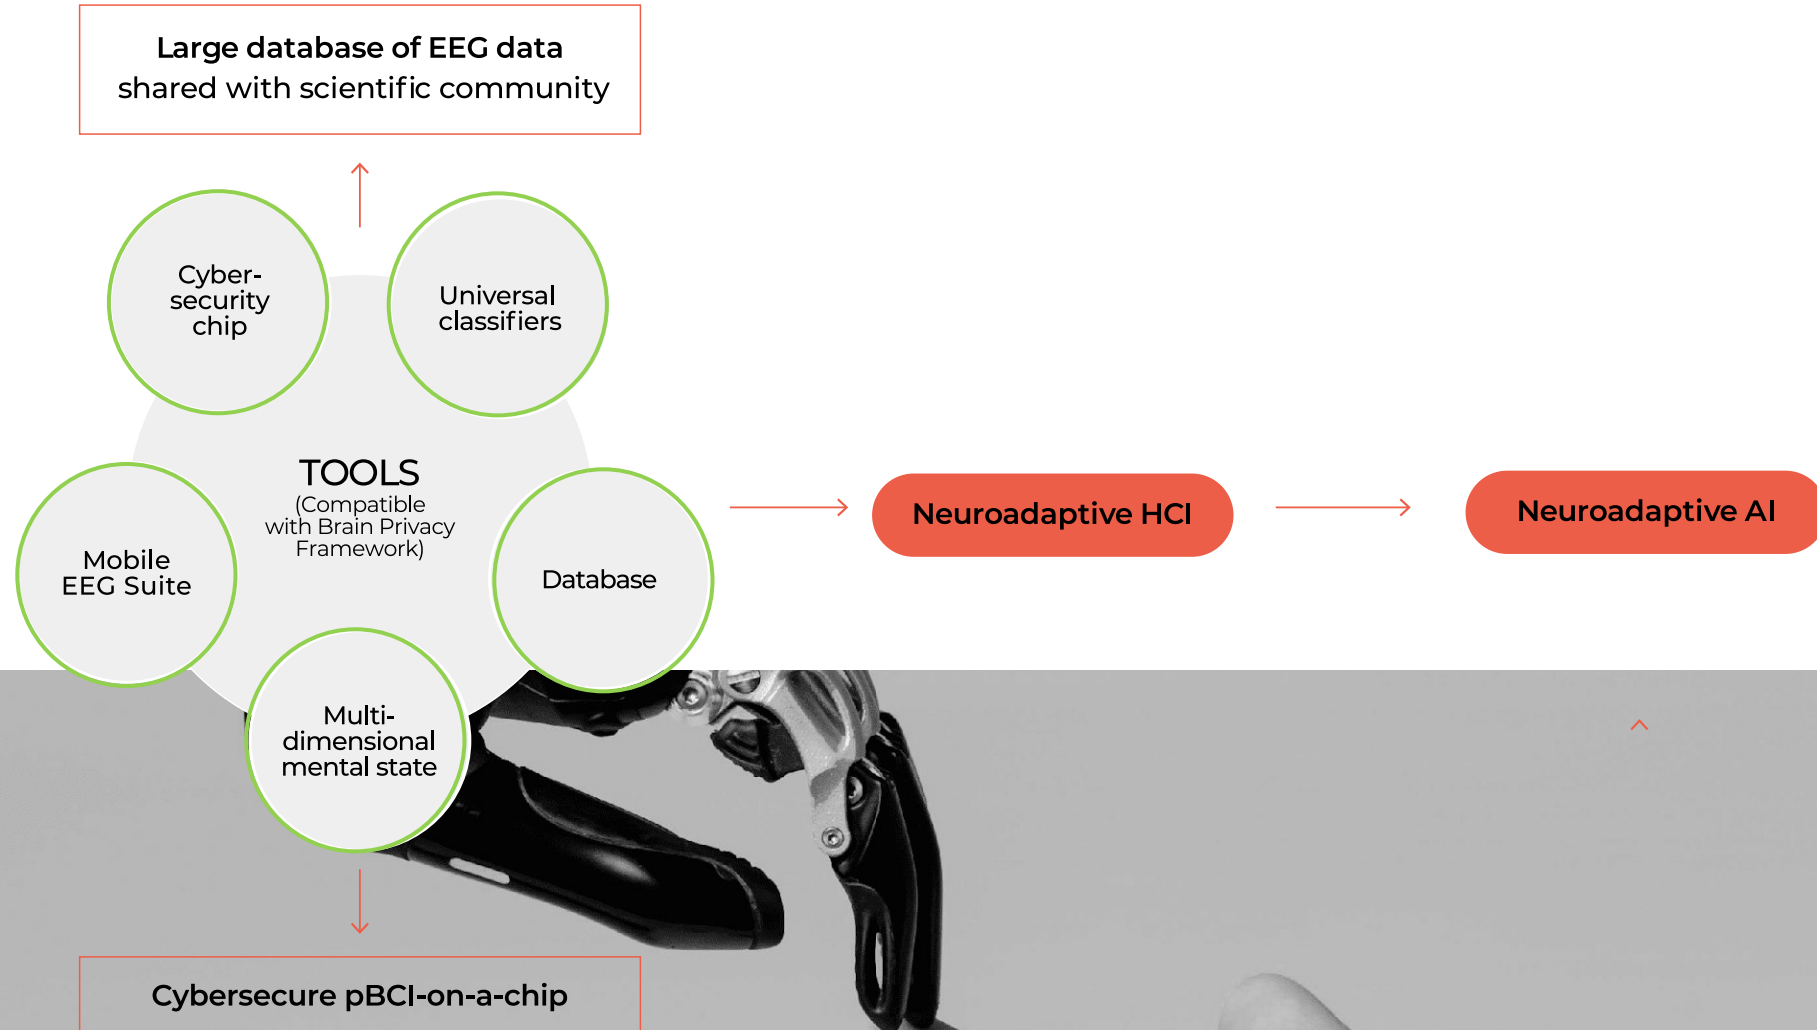 Large database of EEG data
shared with scientific community
Cyber-
security
chip
Universal
classifiers
TOOLS
(Compatible
with Brain Privacy
Framework)
Mobile
EEG Suite
Database
Multi-
dimensional
mental state
Neuroadaptive HCI
Neuroadaptive AI
Cybersecure pBCI-on-a-chip